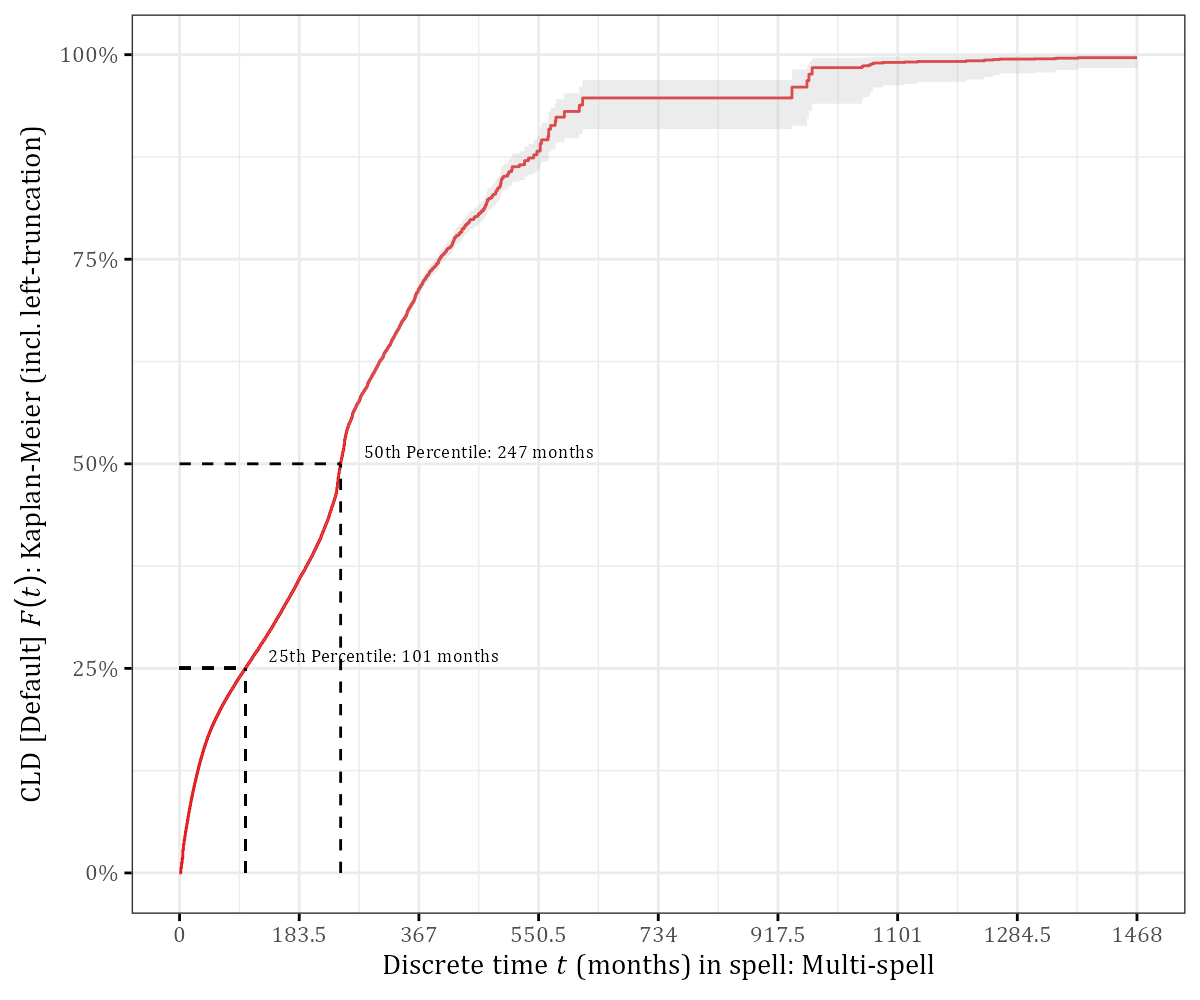 CLD [Default] F(t): Kaplan-Meier (incl. left-truncation)
100%
75%
50%
25%
0%
50th Percentile: 247 months
25th Percentile: 101 months
0 183.5 367 550.5 734 917.5 1101 1284.5 1468
Discrete time t (months) in spell: Multi-spell